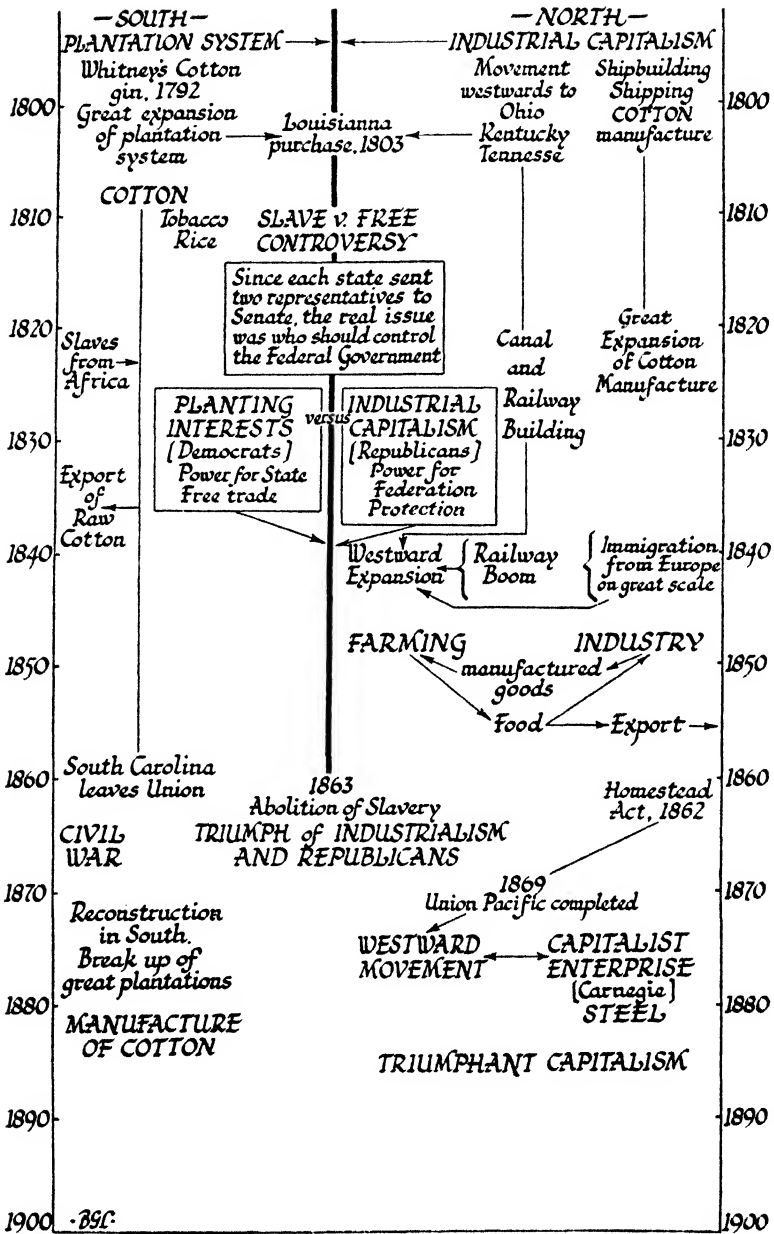 —SOUTH—
PLANTATION SYSTEM
Whitney's Cotton
gin, 1792
Great expansion
of plantation
system
COTTON
Tobacco
Rice
Slaves
from
Africa
Export
of
Raw
Cotton
South Carolina
leaves Union
CIVIL
WAR
Reconstruction
in South.
Break up of
great plantations
MANUFACTURE
OF COTTON
Louisianna
purchase, 1803
SLAVE v. FREE
CONTROVERSY
Since each state sent
two representatives to
Senate, the real issue
was who should control
the Federal Government
PLANTING
INTERESTS
[Democrats]
Power for State
Free trade
versus
INDUSTRIAL
CAPITALISM
[Republicans]
Power for
Federation
Protection
1863
Abolition of Slavery
TRIUMPH of INDUSTRIALISM
AND REPUBLICANS
—NORTH—
INDUSTRIAL CAPITALISM
Movement
westwards to
Ohio
Kentucky
Tennesse
Shipbuilding
Shipping
COTTON
manufacture
Canal
and
Railway
Building
Great
Expansion
of Cotton
Manufacture
Westward
Expansion
Railway
Boom
Immigration
from Europe
on great scale
FARMING
INDUSTRY
manufactured
goods
Food
Export
Homestead
Act, 1862
1869
Union Pacific completed
WESTWARD
MOVEMENT
CAPITALIST
ENTERPRISE
[Carnegie]
STEEL
TRIUMPHANT CAPITALISM
1800
1810
1820
1830
1840
1850
1860
1870
1880
1890
1900
1800
1810
1820
1830
1840
1850
1860
1870
1880
1890
1900